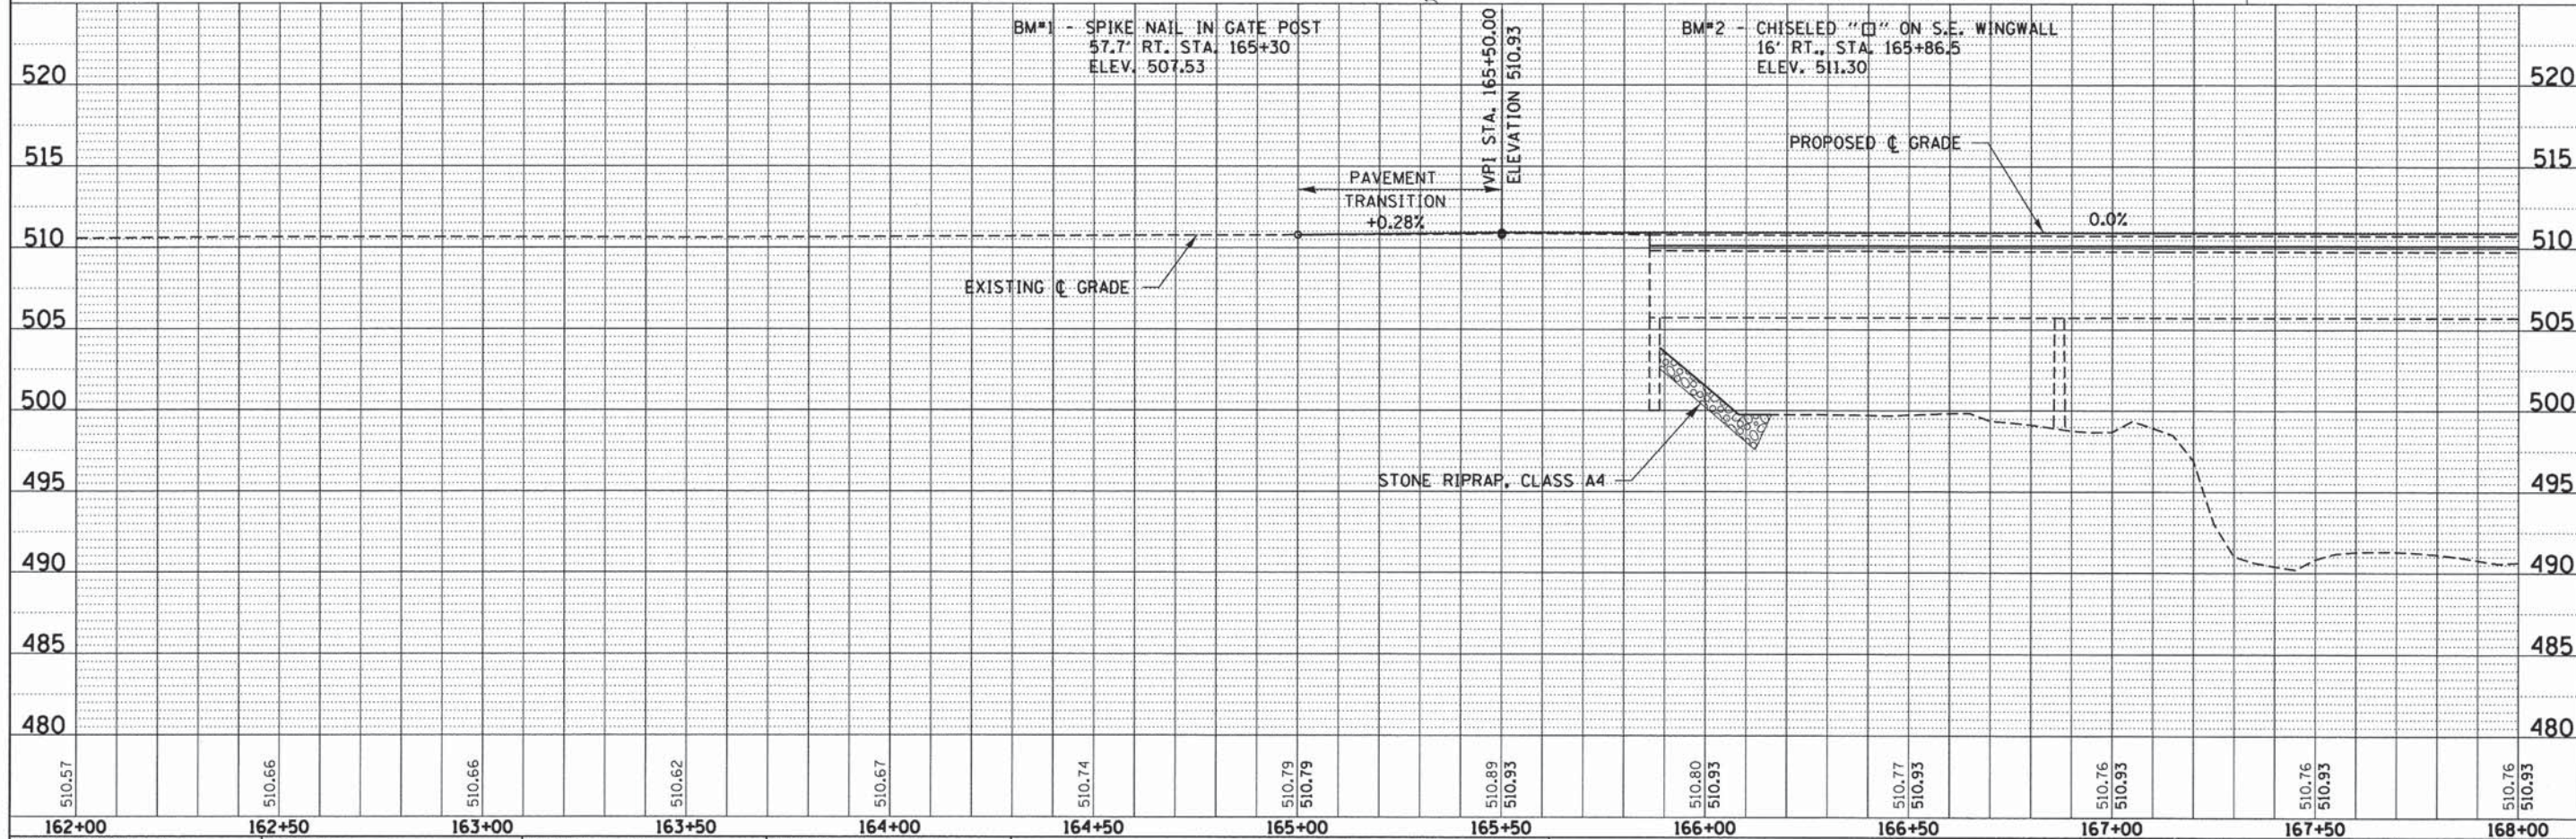 BM#1 - SPIKE NAIL IN GATE POST
57.7' RT. STA. 165+30
ELEV. 507.53
VPI STA. 165+50.00
ELEVATION 510.93
BM#2 - CHISELED "□" ON S.E. WINGWALL
16' RT., STA. 165+86.5
ELEV. 511.30
520 520
PROPOSED ℄ GRADE
515 515
PAVEMENT
TRANSITION
+0.28%
0.0%
510 510
EXISTING ℄ GRADE
505 505
500 500
STONE RIPRAP, CLASS A4
495 495
490 490
485 485
480 480
510.57
510.66
510.66
510.62
510.67
510.74
510.79
510.79
510.89
510.93
510.80
510.93
510.77
510.93
510.76
510.93
510.76
510.93
510.76
510.93
162+00 162+50 163+00 163+50 164+00 164+50 165+00 165+50 166+00 166+50 167+00 167+50 168+00